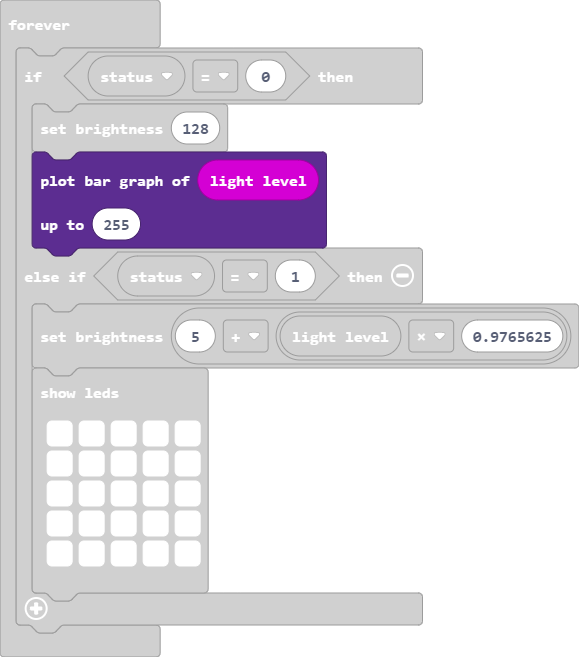 forever
if status = 0 then
set brightness 128
plot bar graph of light level
up to 255
else if status = 1 then
set brightness 5 + light level × 0.9765625
show leds